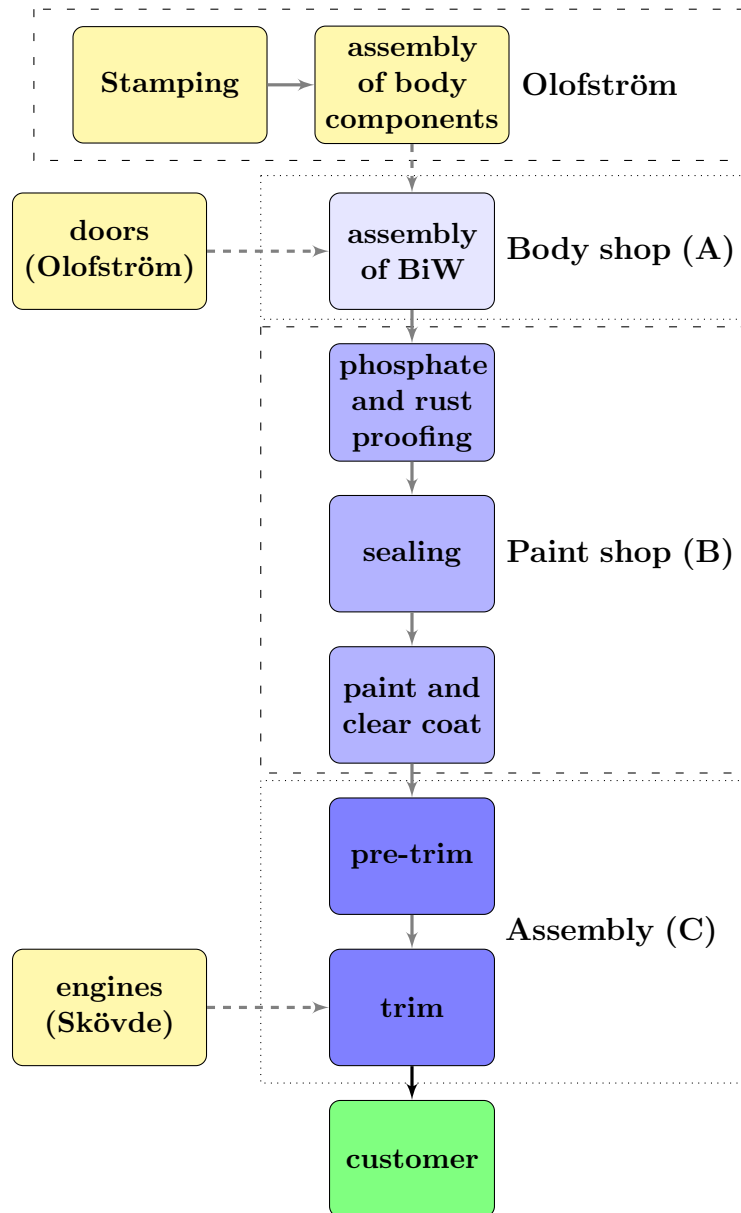 Stamping
assembly
of body
components
Olofström
doors
(Olofström)
assembly
of BiW
Body shop (A)
phosphate
and rust
proofing
sealing
Paint shop (B)
paint and
clear coat
pre-trim
Assembly (C)
engines
(Skövde)
trim
customer